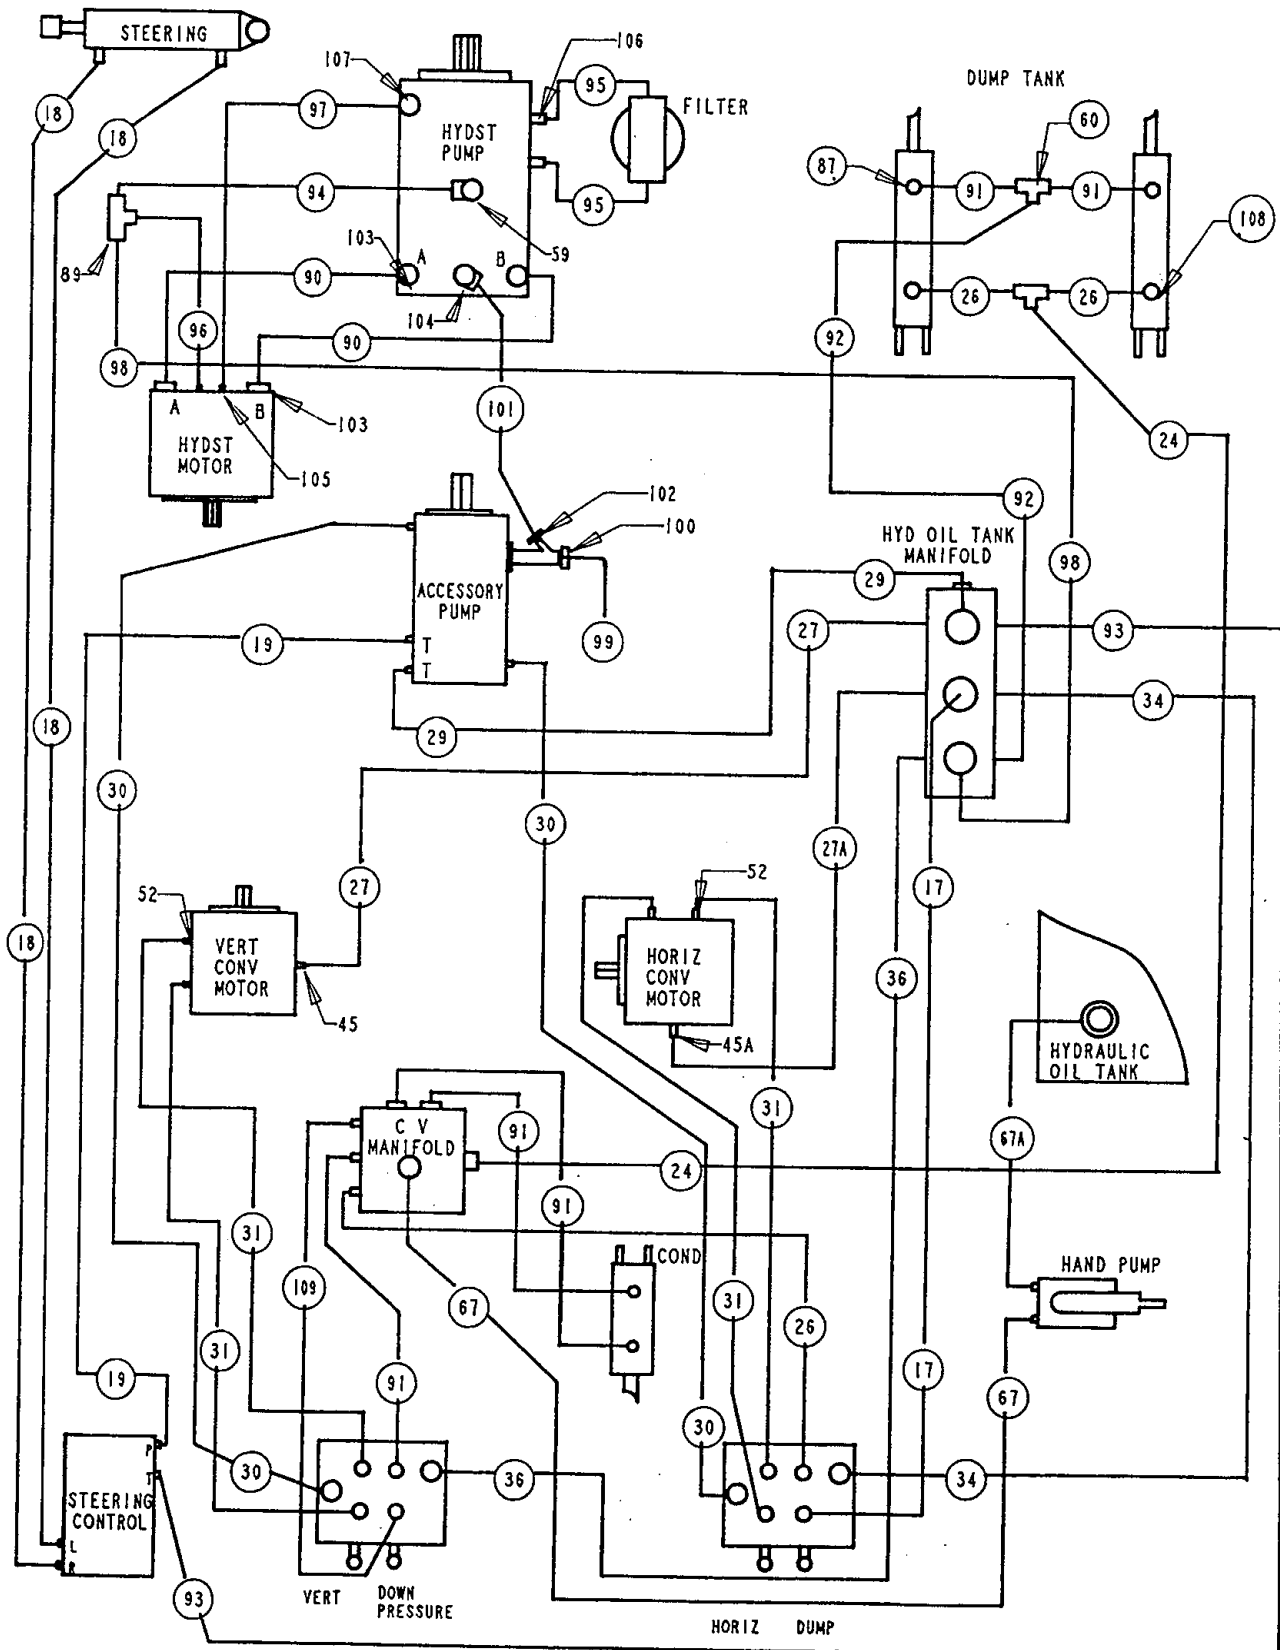 STEERING
106
107
95
DUMP TANK
97
FILTER
18
HYDST
PUMP
60
18
87
94
91
91
95
108
59
89
103
A
B
90
26
26
104
96
90
92
98
101
A
B
103
24
HYDST
MOTOR
105
102
92
100
HYD OIL TANK
MANIFOLD
98
29
ACCESSORY
PUMP
27
93
19
T
99
T
34
18
29
30
30
27A
52
27
52
17
18
VERT
CONV
MOTOR
HORIZ
CONV
MOTOR
36
45
45A
HYDRAULIC
OIL TANK
31
C V
MANIFOLD
91
67A
24
91
31
COND
HAND PUMP
109
67
31
26
31
17
19
91
67
30
P
T
30
36
34
STEERING
CONTROL
L
R
93
VERT
DOWN
PRESSURE
HORIZ
DUMP